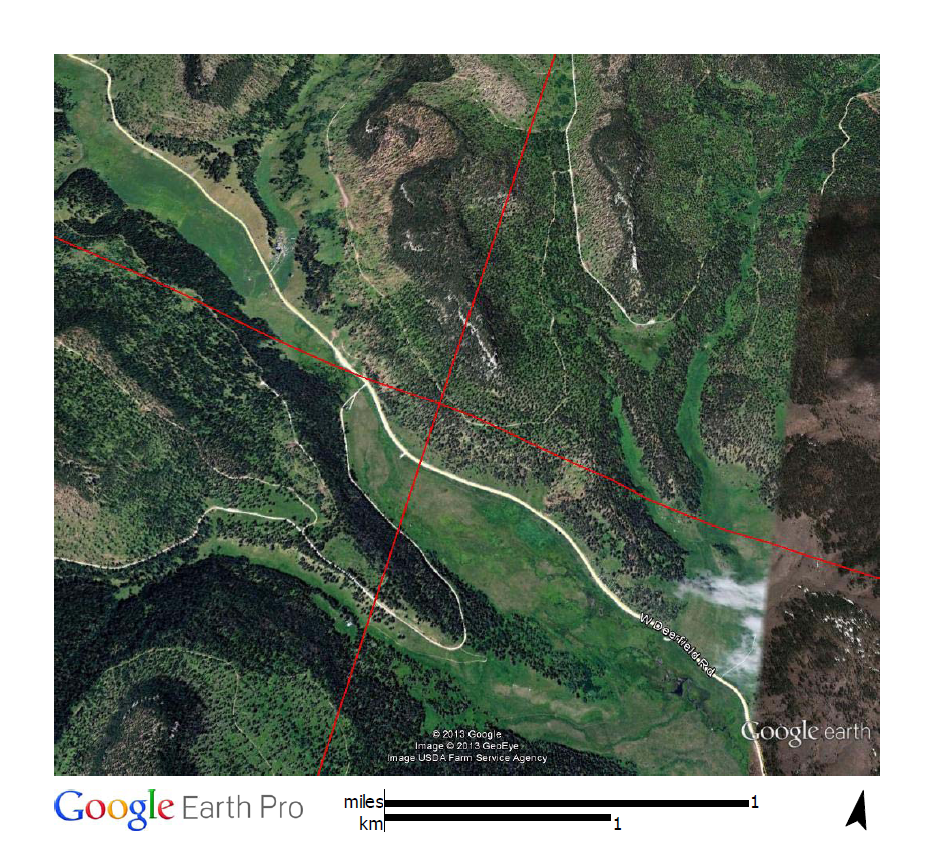 W Deerfield Rd
Google earth
© 2013 Google
Image © 2013 GeoEye
Image USDA Farm Service Agency
Google Earth Pro
miles 1
km 1